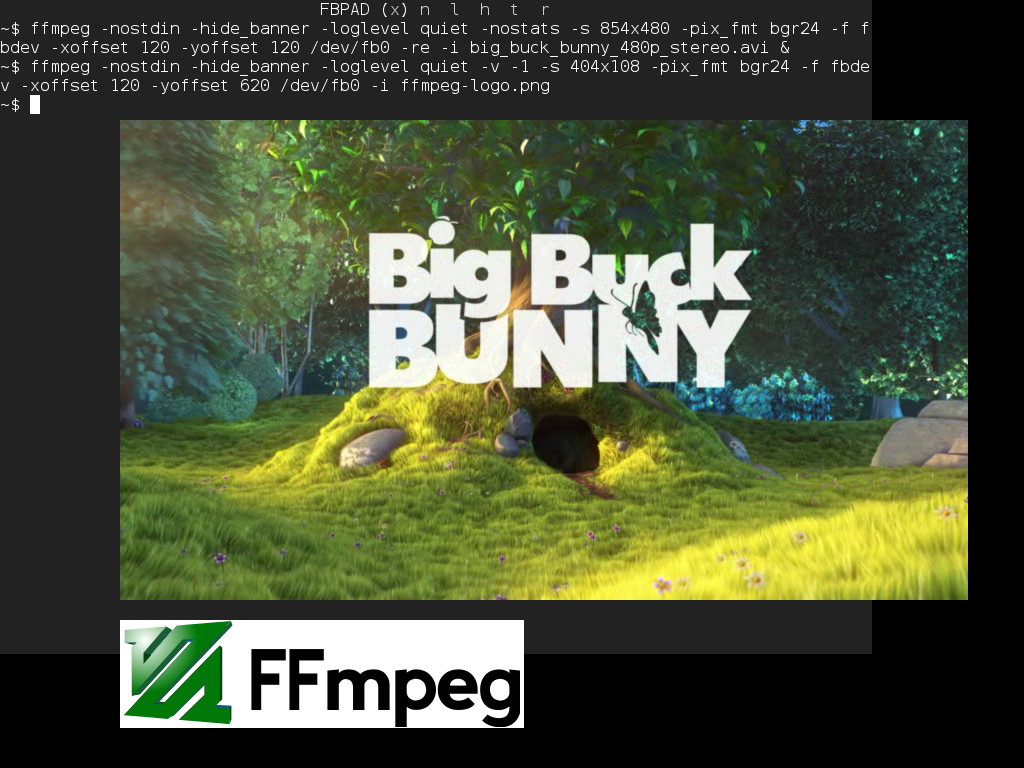 FBPAD (x) n l h t r
~$ ffmpeg -nostdin -hide_banner -loglevel quiet -nostats -s 854x480 -pix_fmt bgr24 -f f
bdev -xoffset 120 -yoffset 120 /dev/fb0 -re -i big_buck_bunny_480p_stereo.avi &
~$ ffmpeg -nostdin -hide_banner -loglevel quiet -v -1 -s 404x108 -pix_fmt bgr24 -f fbde
v -xoffset 120 -yoffset 620 /dev/fb0 -i ffmpeg-logo.png
~$
Big Buck
BUNNY
FFmpeg